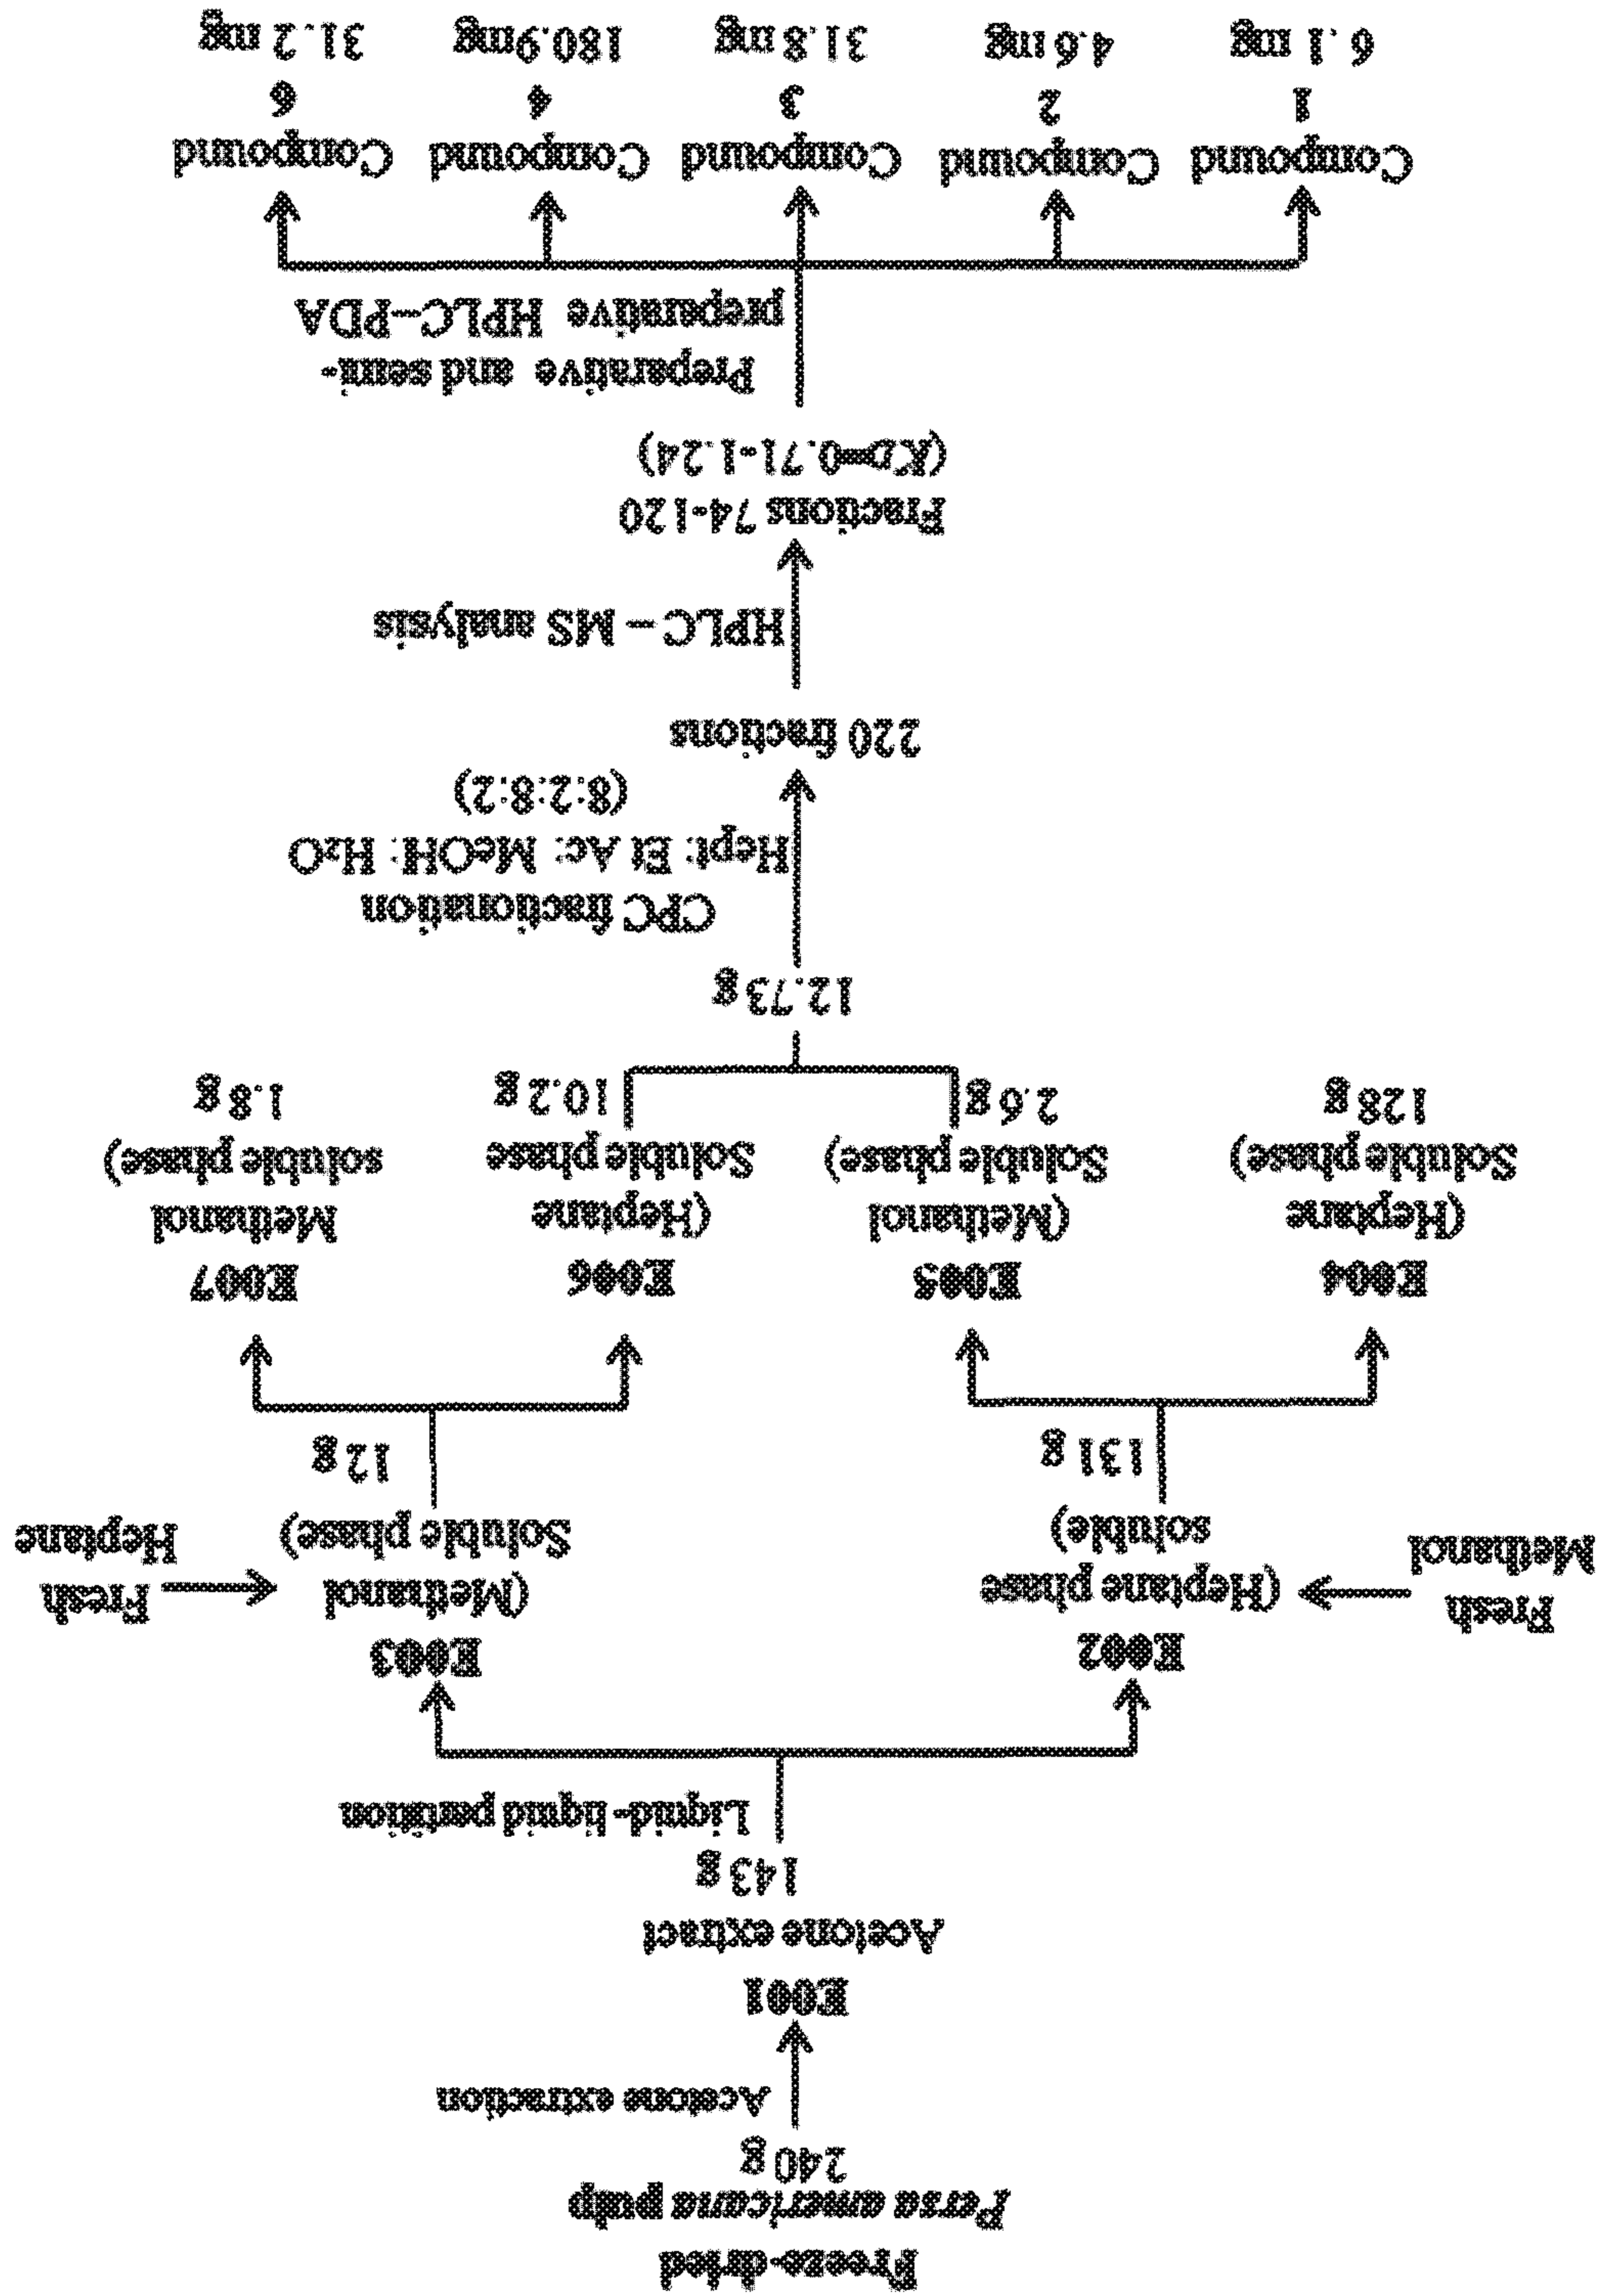 Freeze-dried
Persa americana pulp
240 g
Acetone extraction
E001
Acetone extract
143 g
Liquid-liquid partition
E002
(Heptane phase
soluble)
131 g
Fresh
Methanol
E003
(Methanol
Soluble phase)
12 g
Fresh
Heptane
E004
(Heptane
Soluble phase)
128 g
E005
(Methanol
Soluble phase)
2.6 g
E006
(Heptane
Soluble phase
10.2 g
E007
Methanol
soluble phase)
1.8 g
12.73 g
CPC fractionation
Hept: Et Ac: MeOH: H2O
(8:2:8:2)
220 fractions
HPLC – MS analysis
Fractions 74-120
(KD=0.71-1.24)
Preparative and semi-
preparative HPLC–PDA
Compound
1
6.1 mg
Compound
2
4.6 mg
Compound
3
31.8 mg
Compound
4
180.9mg
Compound
6
31.2 mg